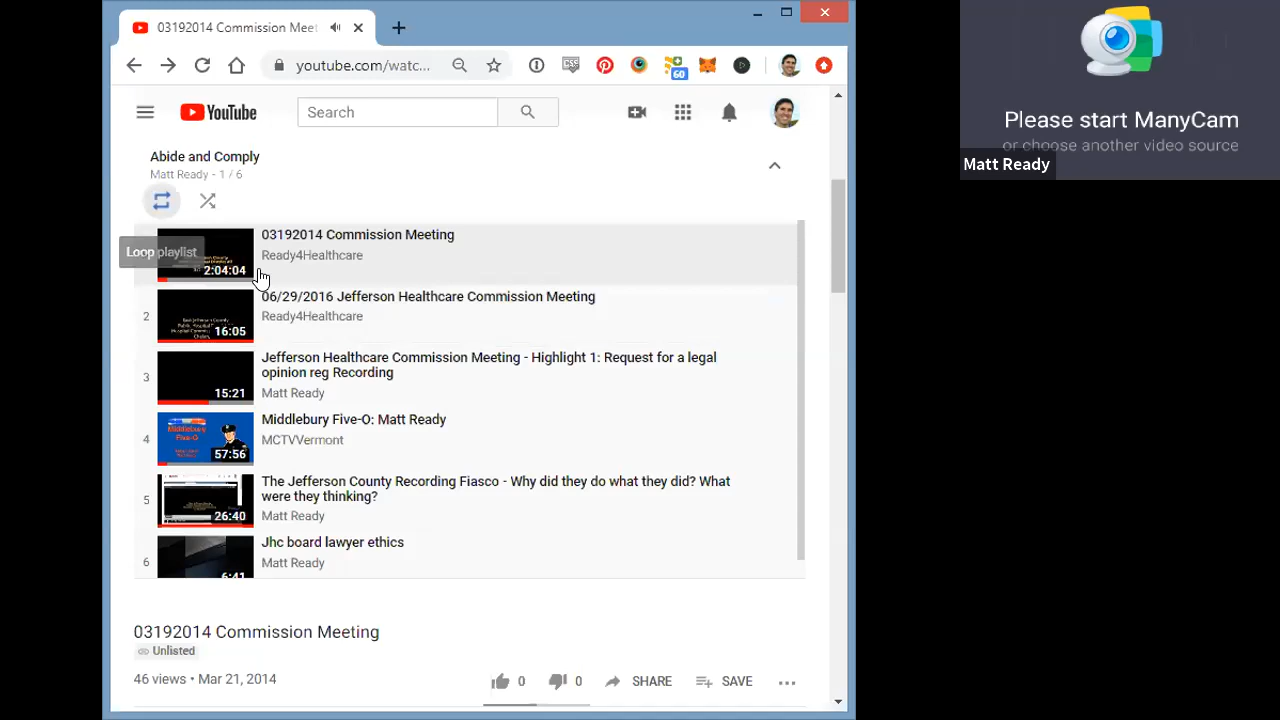 03192014 Commission Meet
youtube.com/watc...
60
YouTube
Search
Abide and Comply
Matt Ready - 1 / 6
Loop playlist
2:04:04
03192014 Commission Meeting
Ready4Healthcare
2
16:05
06/29/2016 Jefferson Healthcare Commission Meeting
Ready4Healthcare
3
15:21
Jefferson Healthcare Commission Meeting - Highlight 1: Request for a legal
opinion reg Recording
Matt Ready
4
Middlebury Five-O
57:56
Middlebury Five-O: Matt Ready
MCTVVermont
5
26:40
The Jefferson County Recording Fiasco - Why did they do what they did? What
were they thinking?
Matt Ready
6
6:41
Jhc board lawyer ethics
Matt Ready
03192014 Commission Meeting
Unlisted
46 views • Mar 21, 2014
0
0
SHARE
SAVE
Please start ManyCam
or choose another video source
Matt Ready